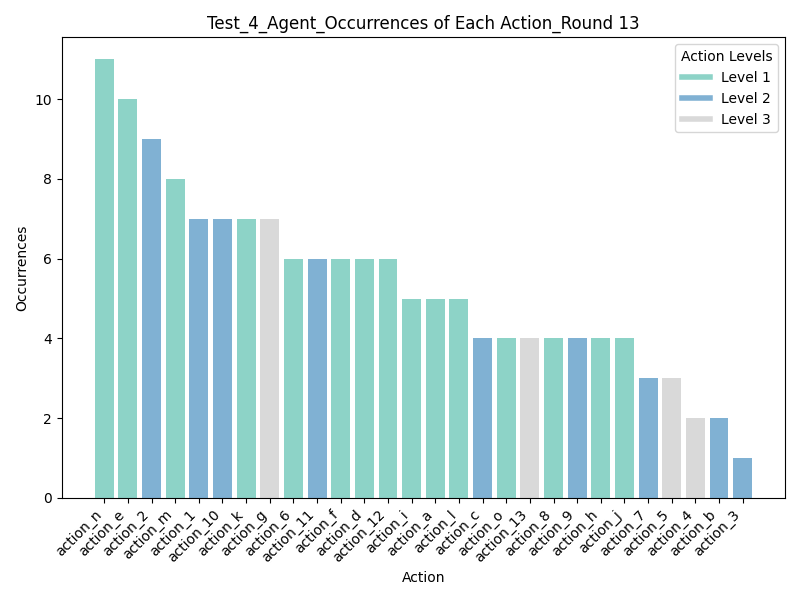 Test_4_Agent_Occurrences of Each Action_Round 13
Action Levels
Level 1
Level 2
Level 3
Occurrences
10
8
6
4
2
0
action_n
action_e
action_2
action_m
action_1
action_10
action_k
action_g
action_6
action_11
action_f
action_d
action_12
action_i
action_a
action_l
action_c
action_o
action_13
action_8
action_9
action_h
action_j
action_7
action_5
action_4
action_b
action_3
Action